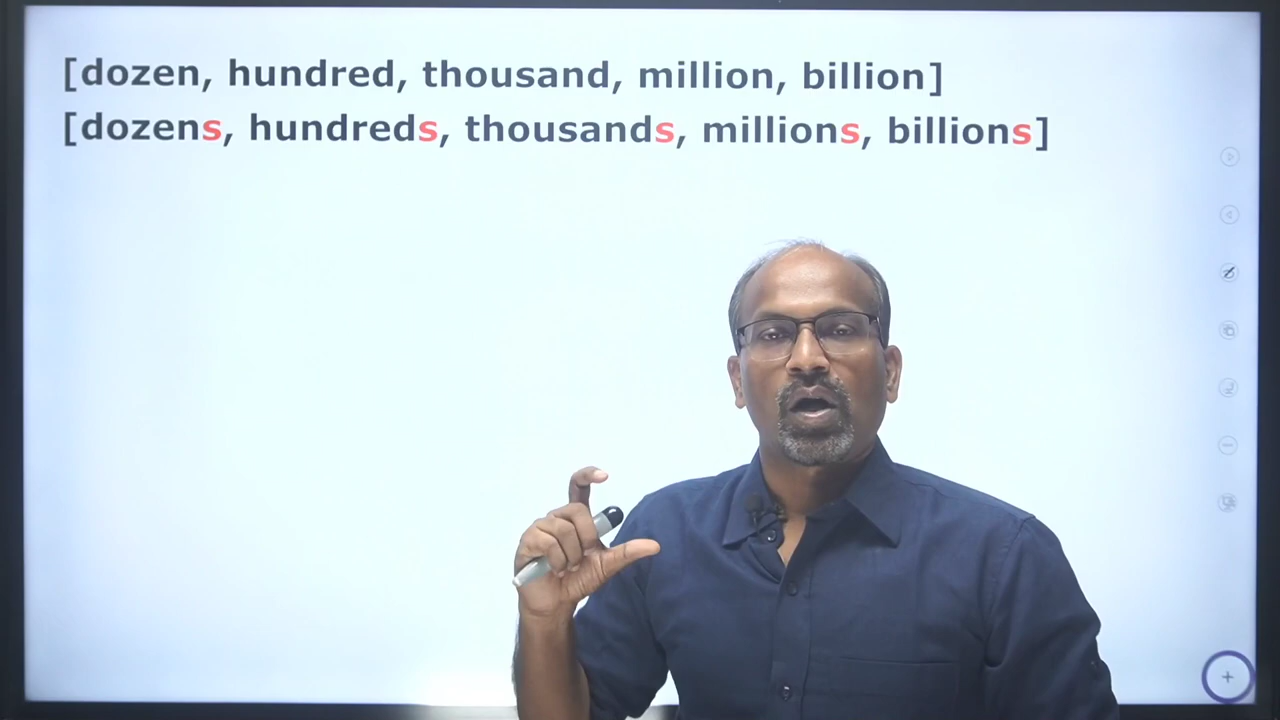 [dozen, hundred, thousand, million, billion]
[dozens, hundreds, thousands, millions, billions]